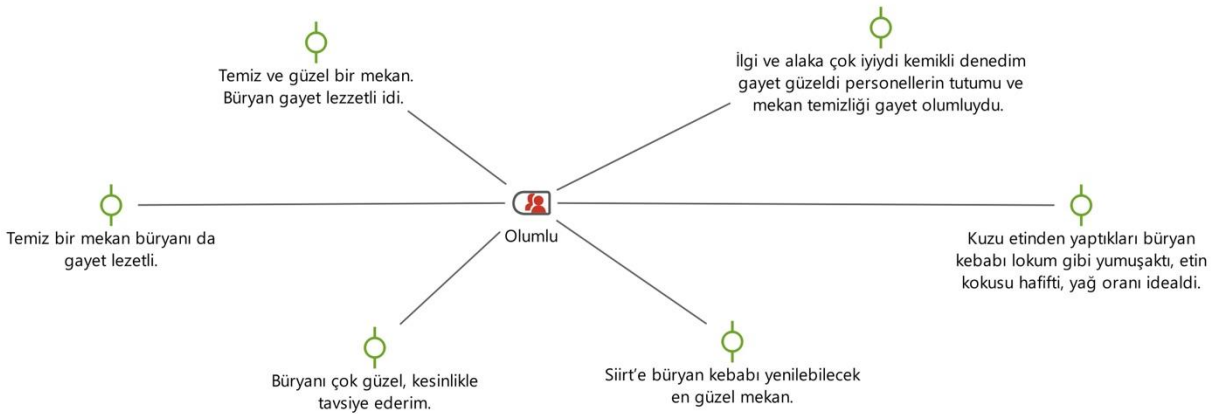 Temiz ve güzel bir mekan.
Büryan gayet lezzetli idi.
İlgi ve alaka çok iyiydi kemikli denedim
gayet güzeldi personellerin tutumu ve
mekan temizliği gayet olumluydu.
Olumlu
Temiz bir mekan büryanı da
gayet lezetli.
Kuzu etinden yaptıkları büryan
kebabı lokum gibi yumuşaktı, etin
kokusu hafifti, yağ oranı idealdi.
Büryanı çok güzel, kesinlikle
tavsiye ederim.
Siirt’e büryan kebabı yenilebilecek
en güzel mekan.